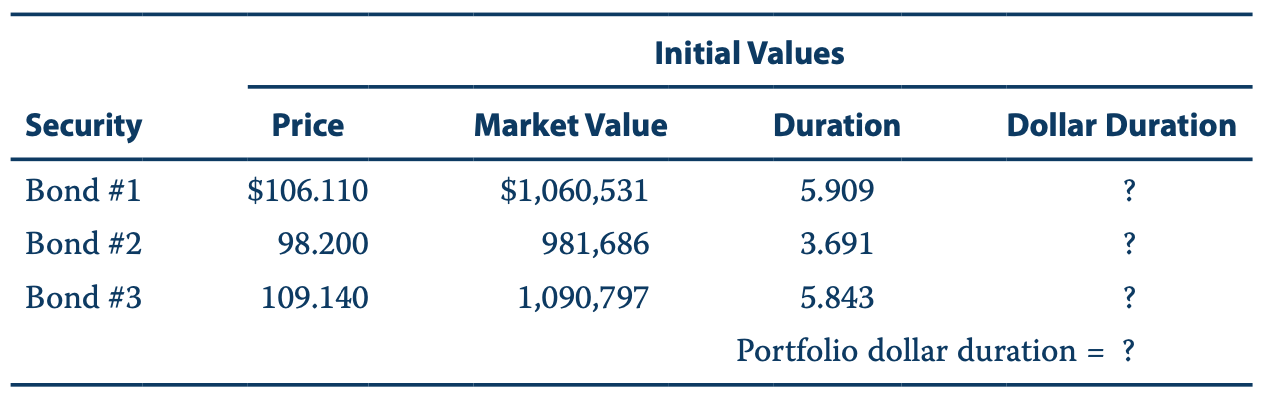 Initial Values
Security Price Market Value Duration Dollar Duration
Bond #1 $106.110 $1,060,531 5.909 ?
Bond #2 98.200 981,686 3.691 ?
Bond #3 109.140 1,090,797 5.843 ?
Portfolio dollar duration = ?